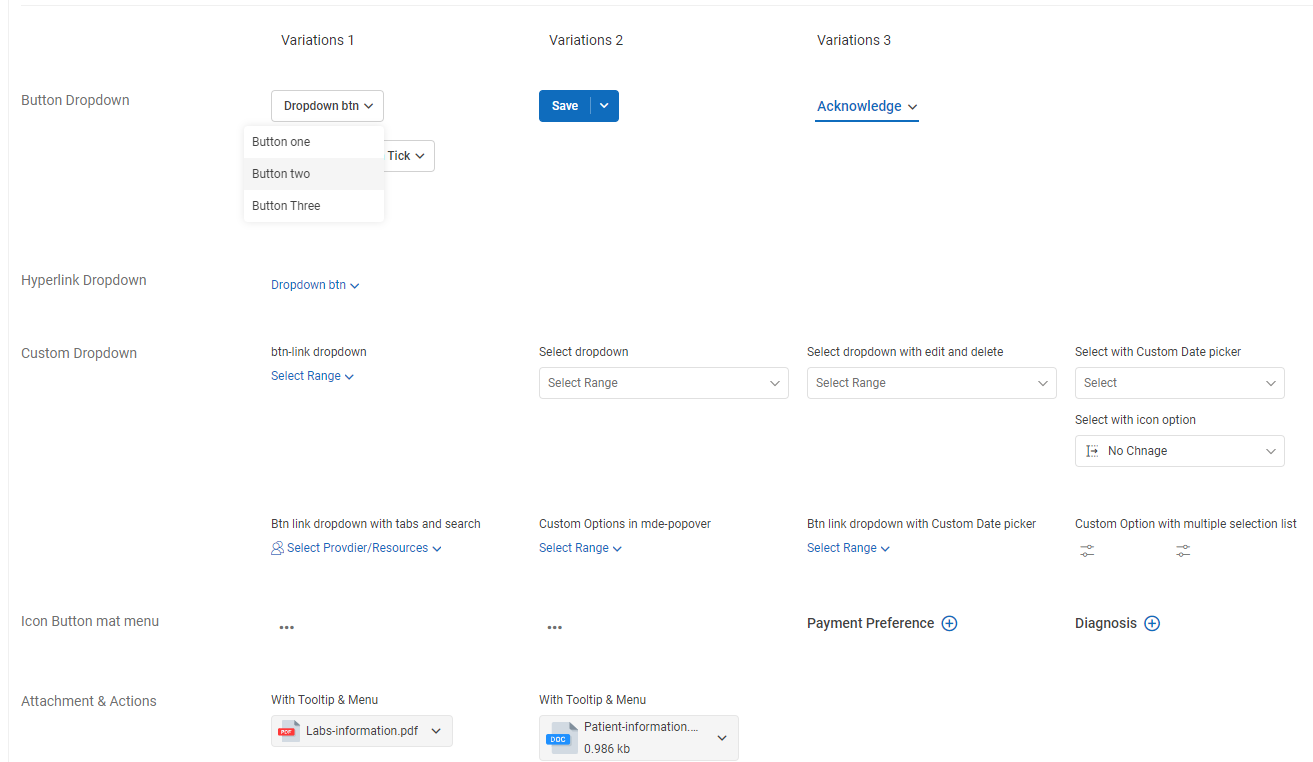 Variations 1
Variations 2
Variations 3
Button Dropdown
Dropdown btn
Save
Acknowledge
Button one
Tick
Button two
Button Three
Hyperlink Dropdown
Dropdown btn
Custom Dropdown
btn-link dropdown
Select dropdown
Select dropdown with edit and delete
Select with Custom Date picker
Select Range
Select Range
Select Range
Select
Select with icon option
No Chnage
Btn link dropdown with tabs and search
Custom Options in mde-popover
Btn link dropdown with Custom Date picker
Custom Option with multiple selection list
Select Provdier/Resources
Select Range
Select Range
Icon Button mat menu
Payment Preference
Diagnosis
Attachment & Actions
With Tooltip & Menu
With Tooltip & Menu
PDF
Labs-information.pdf
DOC
Patient-information....
0.986 kb